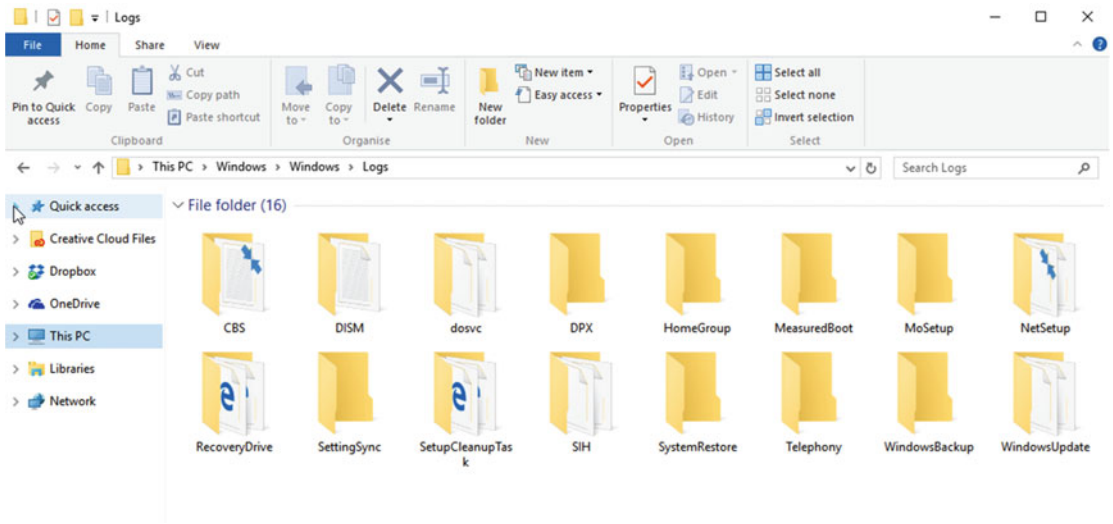 Logs
File Home Share View
Pin to Quick access
Copy
Paste
Cut
Copy path
Paste shortcut
Clipboard
Move to
Copy to
Delete
Rename
Organise
New folder
New item
Easy access
New
Properties
Open
Edit
History
Open
Select all
Select none
Invert selection
Select
This PC > Windows > Windows > Logs
Search Logs
Quick access
Creative Cloud Files
Dropbox
OneDrive
This PC
Libraries
Network
File folder (16)
CBS DISM dosvc DPX HomeGroup MeasuredBoot MoSetup NetSetup
RecoveryDrive SettingSync SetupCleanupTas
k
SIH SystemRestore Telephony WindowsBackup WindowsUpdate